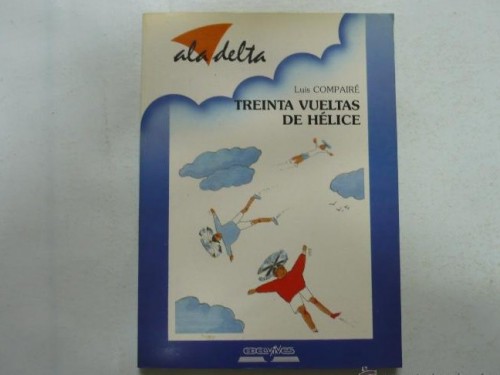 ala delta
Luis COMPAIRÉ
TREINTA VUELTAS
DE HÉLICE